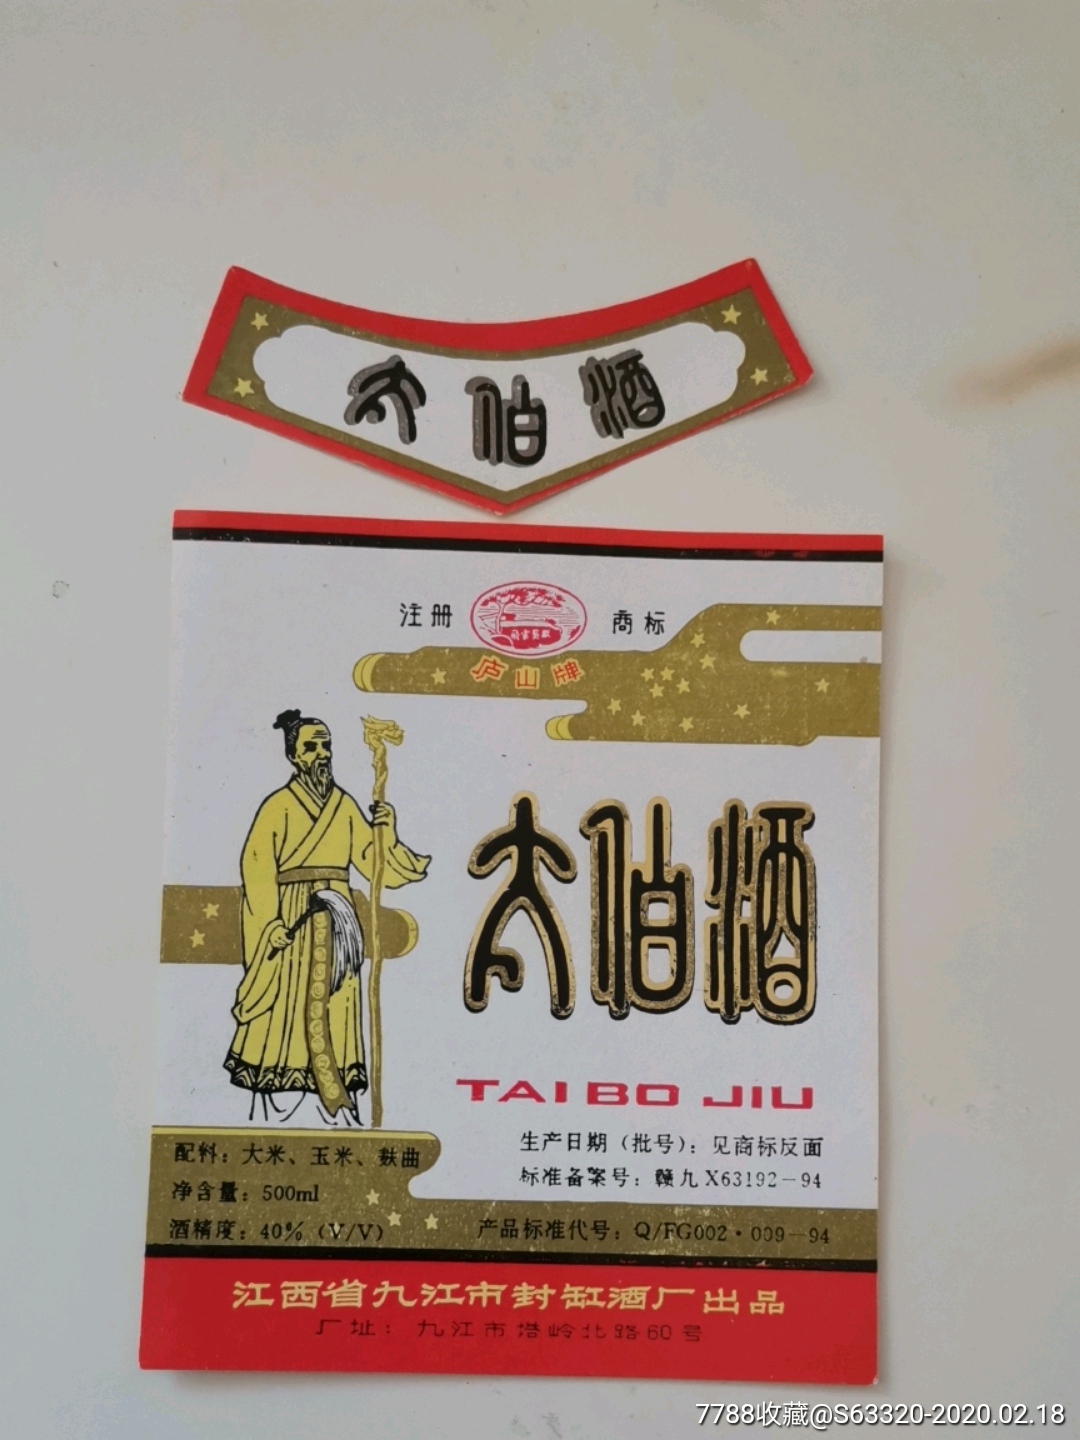 太伯酒
注册 商标
庐山牌
太伯酒
TAI BO JIU
配料：大米、玉米、麸曲
净含量：500ml
酒精度：40%（V/V）
生产日期（批号）：见商标反面
标准备案号：赣九X63192－94
产品标准代号：Q/FG002·009－94
江西省九江市封缸酒厂出品
厂址：九江市塔岭北路60号
7788收藏@S63320-2020.02.18